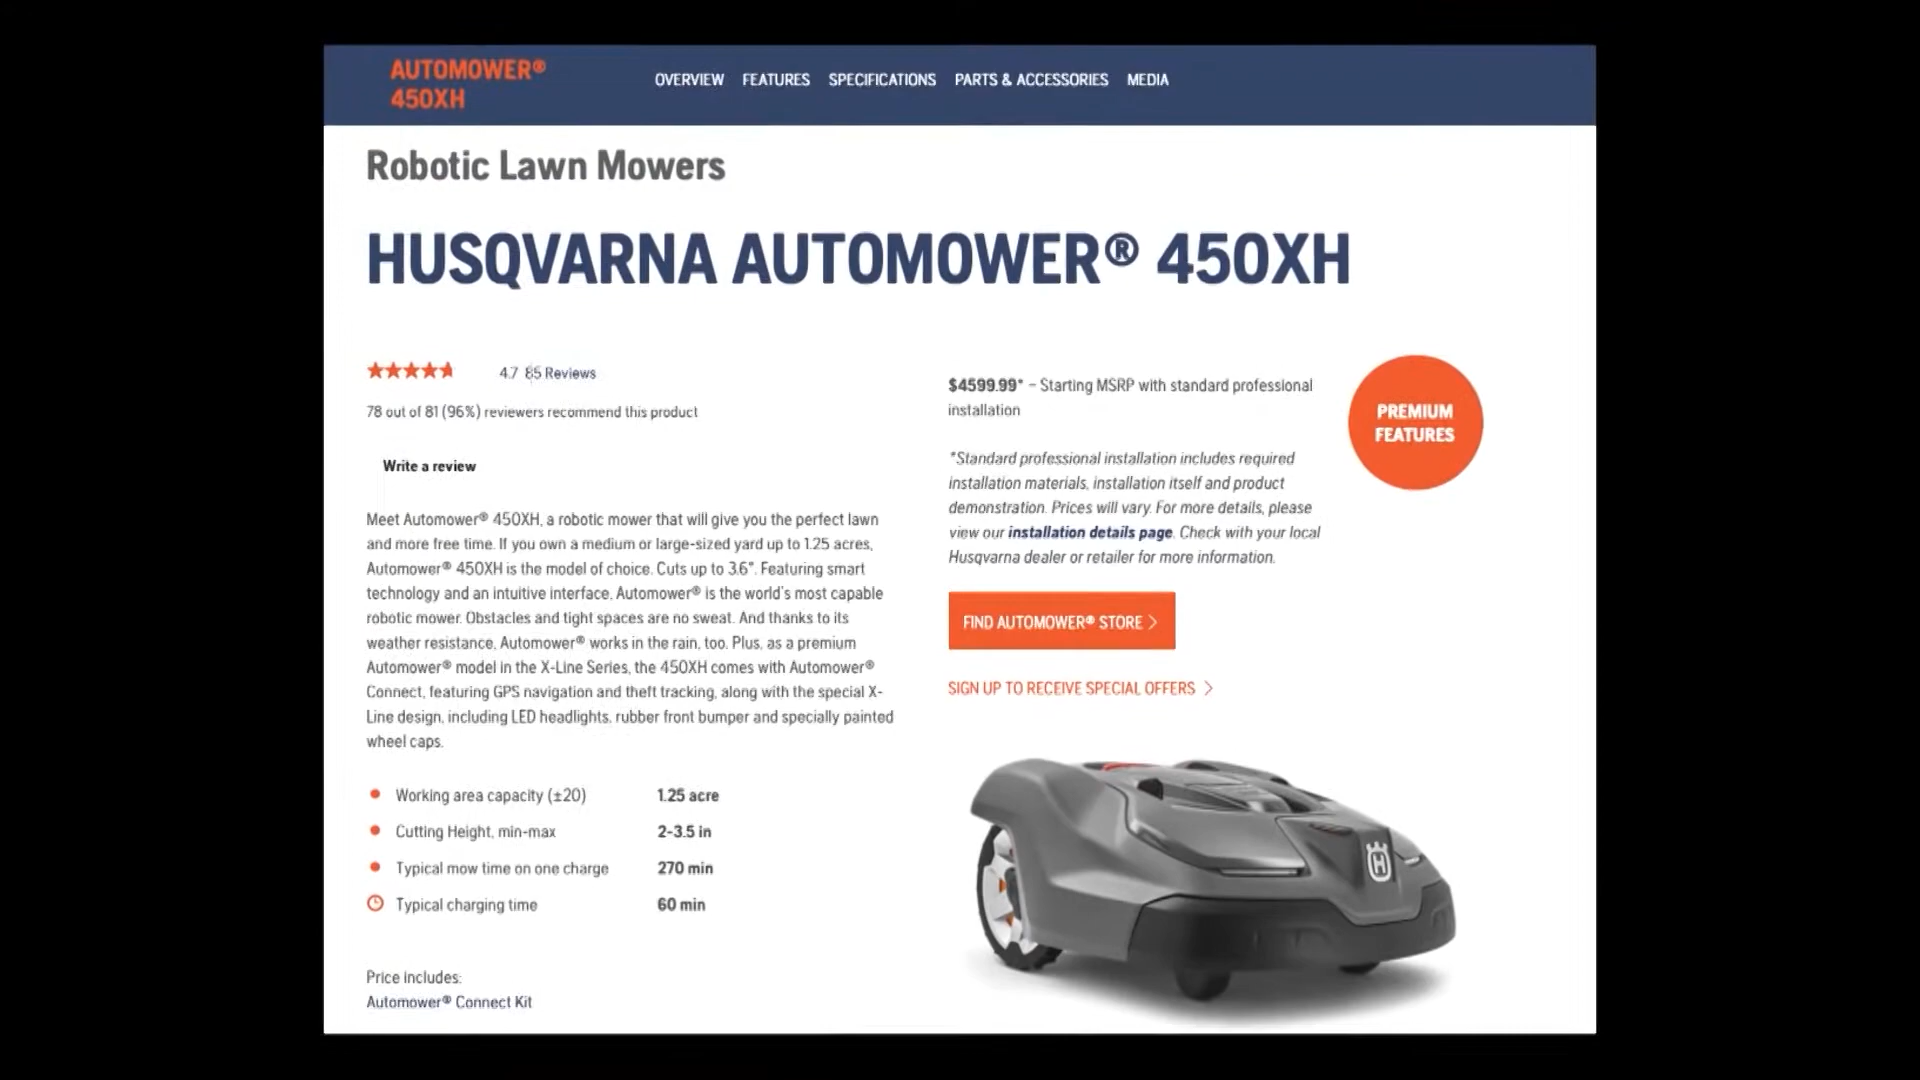 AUTOMOWER®
450XH
OVERVIEW FEATURES SPECIFICATIONS PARTS & ACCESSORIES MEDIA
Robotic Lawn Mowers
HUSQVARNA AUTOMOWER® 450XH
4.7 85 Reviews
78 out of 81 (96%) reviewers recommend this product
Write a review
Meet Automower® 450XH, a robotic mower that will give you the perfect lawn
and more free time. If you own a medium or large-sized yard up to 1.25 acres,
Automower® 450XH is the model of choice. Cuts up to 3.6". Featuring smart
technology and an intuitive interface, Automower® is the world's most capable
robotic mower. Obstacles and tight spaces are no sweat. And thanks to its
weather resistance, Automower® works in the rain, too. Plus, as a premium
Automower® model in the X-Line Series, the 450XH comes with Automower®
Connect, featuring GPS navigation and theft tracking, along with the special X-
Line design, including LED headlights, rubber front bumper and specially painted
wheel caps.
Working area capacity (±20) 1.25 acre
Cutting Height, min-max 2-3.5 in
Typical mow time on one charge 270 min
Typical charging time 60 min
Price includes:
Automower® Connect Kit
$4599.99* – Starting MSRP with standard professional
installation
*Standard professional installation includes required
installation materials, installation itself and product
demonstration. Prices will vary. For more details, please
view our installation details page. Check with your local
Husqvarna dealer or retailer for more information.
PREMIUM
FEATURES
FIND AUTOMOWER® STORE >
SIGN UP TO RECEIVE SPECIAL OFFERS >
H